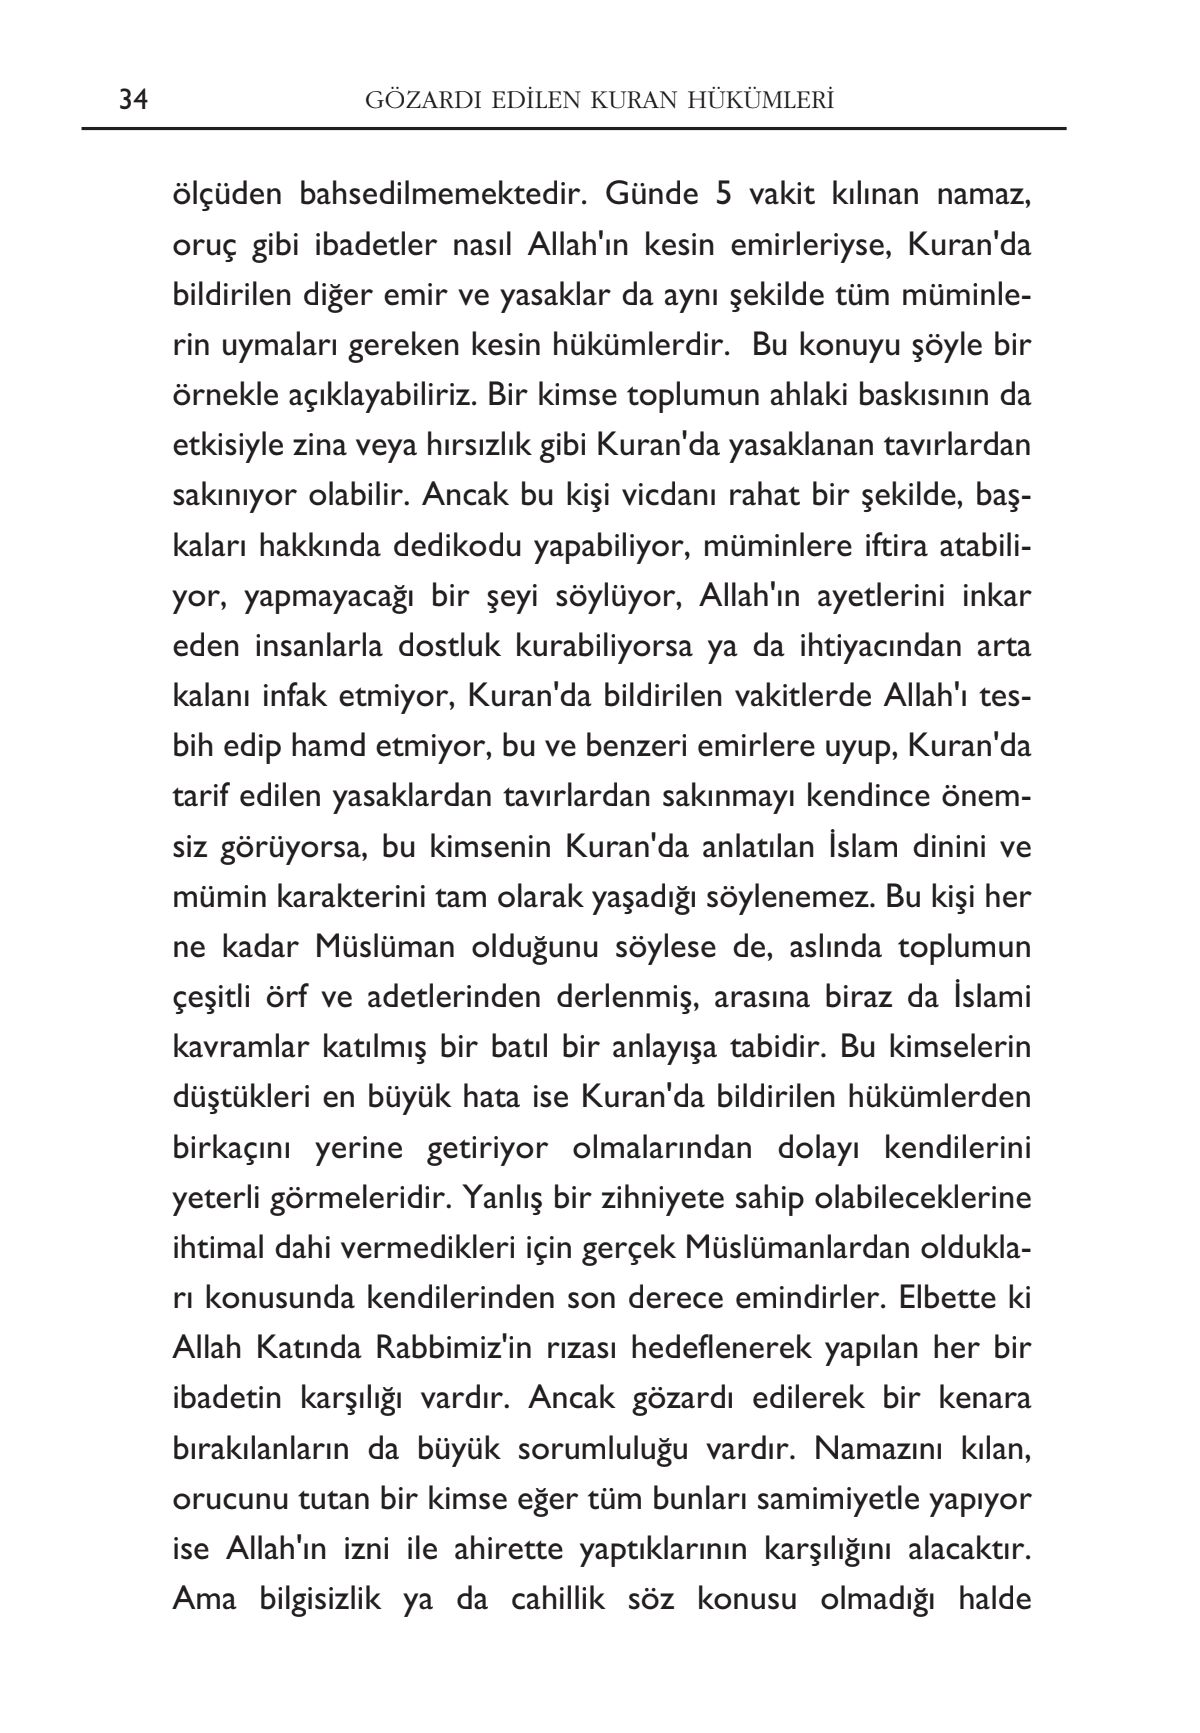 34
GÖZARDI EDİLEN KURAN HÜKÜMLERİ
ölçüden bahsedilmemektedir. Günde 5 vakit kılınan namaz,
oruç gibi ibadetler nasıl Allah'ın kesin emirleriyse, Kuran'da
bildirilen diğer emir ve yasaklar da aynı şekilde tüm müminle-
rin uymaları gereken kesin hükümlerdir.  Bu konuyu şöyle bir
örnekle açıklayabiliriz. Bir kimse toplumun ahlaki baskısının da
etkisiyle zina veya hırsızlık gibi Kuran'da yasaklanan tavırlardan
sakınıyor olabilir. Ancak bu kişi vicdanı rahat bir şekilde, baş-
kaları hakkında dedikodu yapabiliyor, müminlere iftira atabili-
yor, yapmayacağı bir şeyi söylüyor, Allah'ın ayetlerini inkar
eden insanlarla dostluk kurabiliyorsa ya da ihtiyacından arta
kalanı infak etmiyor, Kuran'da bildirilen vakitlerde Allah'ı tes-
bih edip hamd etmiyor, bu ve benzeri emirlere uyup, Kuran'da
tarif edilen yasaklardan tavırlardan sakınmayı kendince önem-
siz görüyorsa, bu kimsenin Kuran'da anlatılan İslam dinini ve
mümin karakterini tam olarak yaşadığı söylenemez. Bu kişi her
ne kadar Müslüman olduğunu söylese de, aslında toplumun
çeşitli örf ve adetlerinden derlenmiş, arasına biraz da İslami
kavramlar katılmış bir batıl bir anlayışa tabidir. Bu kimselerin
düştükleri en büyük hata ise Kuran'da bildirilen hükümlerden
birkaçını yerine getiriyor olmalarından dolayı kendilerini
yeterli görmeleridir. Yanlış bir zihniyete sahip olabileceklerine
ihtimal dahi vermedikleri için gerçek Müslümanlardan oldukla-
rı konusunda kendilerinden son derece emindirler. Elbette ki
Allah Katında Rabbimiz'in rızası hedeflenerek yapılan her bir
ibadetin karşılığı vardır. Ancak gözardı edilerek bir kenara
bırakılanların da büyük sorumluluğu vardır. Namazını kılan,
orucunu tutan bir kimse eğer tüm bunları samimiyetle yapıyor
ise Allah'ın izni ile ahirette yaptıklarının karşılığını alacaktır.
Ama bilgisizlik ya da cahillik söz konusu olmadığı halde